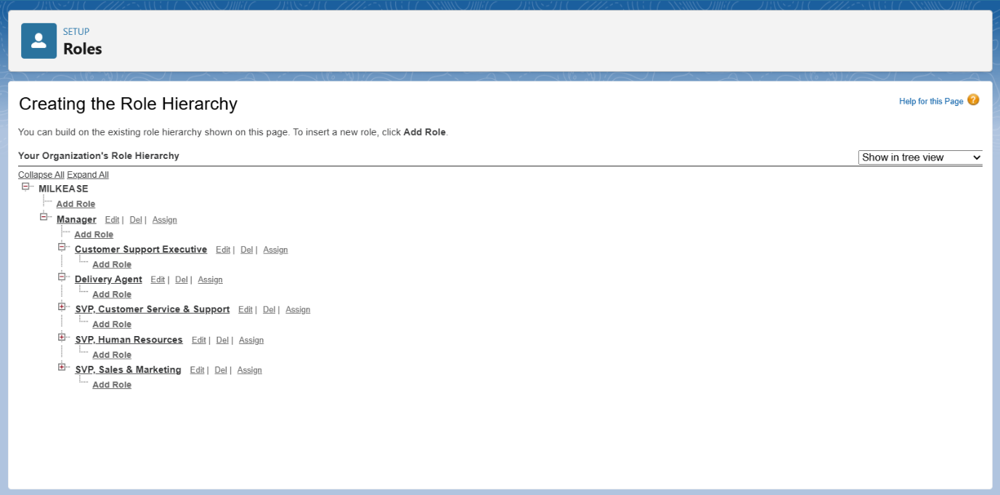 SETUP
Roles
Creating the Role Hierarchy
Help for this Page ?
You can build on the existing role hierarchy shown on this page. To insert a new role, click Add Role.
Your Organization's Role Hierarchy
Show in tree view
Collapse All Expand All
MILKEASE
Add Role
Manager Edit | Del | Assign
Add Role
Customer Support Executive Edit | Del | Assign
Add Role
Delivery Agent Edit | Del | Assign
Add Role
SVP, Customer Service & Support Edit | Del | Assign
Add Role
SVP, Human Resources Edit | Del | Assign
Add Role
SVP, Sales & Marketing Edit | Del | Assign
Add Role